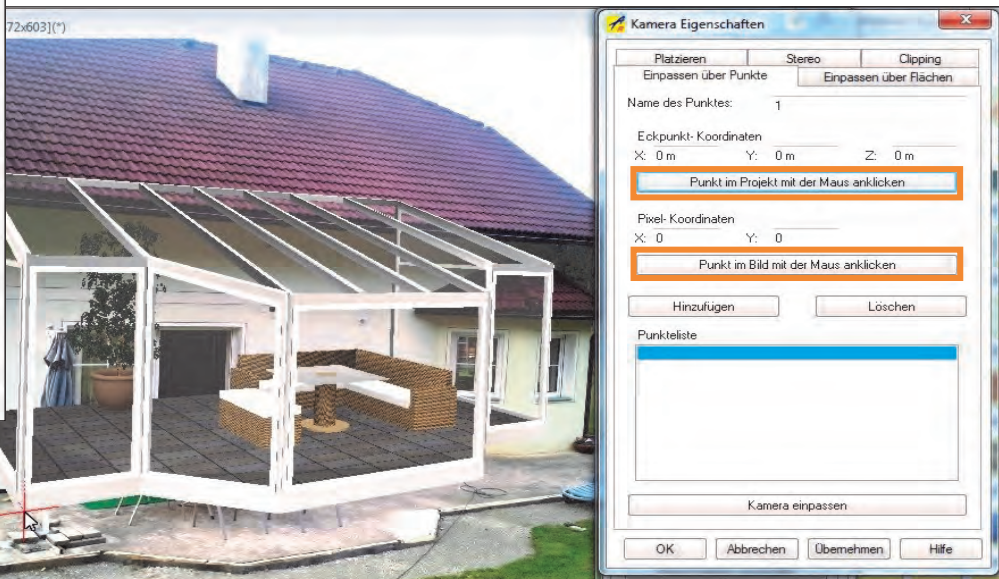 72x603](*)
Kamera Eigenschaften
Platzieren Stereo Clipping
Einpassen über Punkte Einpassen über Flächen
Name des Punktes: 1
Eckpunkt- Koordinaten
X: 0 m Y: 0 m Z: 0 m
Punkt im Projekt mit der Maus anklicken
Pixel- Koordinaten
X: 0 Y: 0
Punkt im Bild mit der Maus anklicken
Hinzufügen Löschen
Punkteliste
Kamera einpassen
OK Abbrechen Übernehmen Hilfe